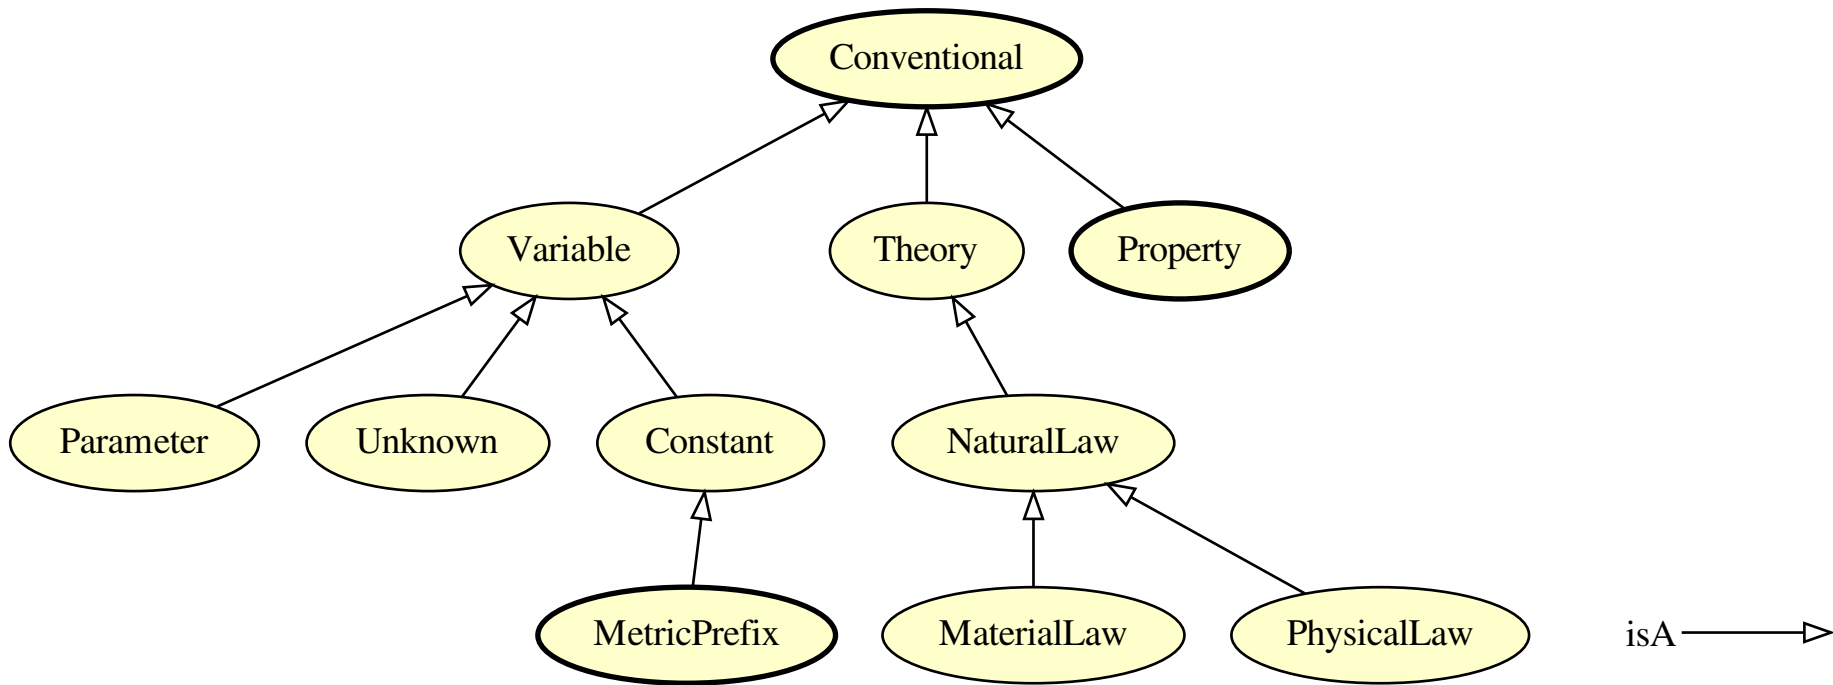 Conventional
Variable
Theory
Property
Parameter
Unknown
Constant
NaturalLaw
MetricPrefix
MaterialLaw
PhysicalLaw
isA